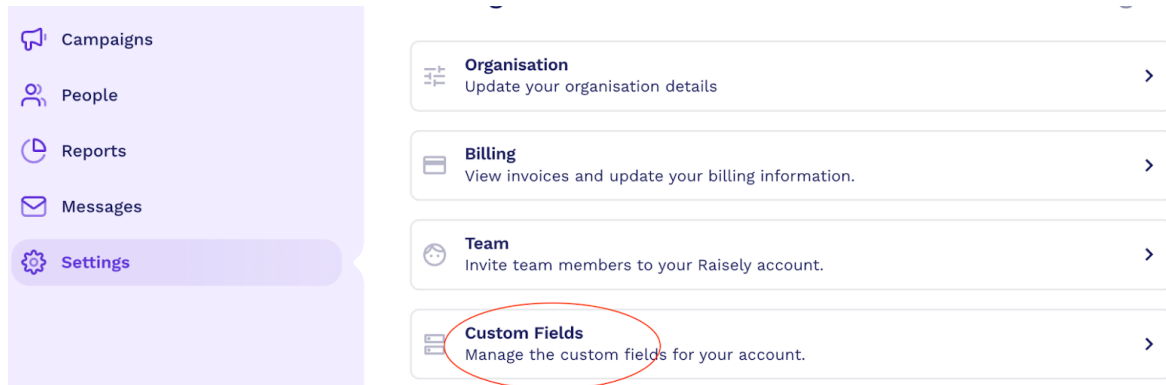 Campaigns
People
Reports
Messages
Settings
Organisation
Update your organisation details
Billing
View invoices and update your billing information.
Team
Invite team members to your Raisely account.
Custom Fields
Manage the custom fields for your account.